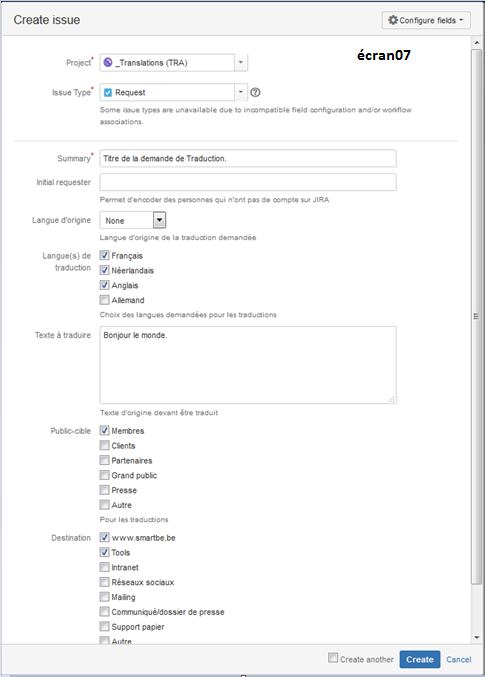 Create issue
Configure fields
écran07
Project*
_Translations (TRA)
Issue Type*
Request
Some issue types are unavailable due to incompatible field configuration and/or workflow
associations.
Summary*
Titre de la demande de Traduction.
Initial requester
Permet d'encoder des personnes qui n'ont pas de compte sur JIRA
Langue d'origine
None
Langue d'origine de la traduction demandée
Langue(s) de
traduction
Français
Néerlandais
Anglais
Allemand
Choix des langues demandées pour les traductions
Texte à traduire
Bonjour le monde.
Texte d'origine devant être traduit
Public-cible
Membres
Clients
Partenaires
Grand public
Presse
Autre
Pour les traductions
Destination
www.smartbe.be
Tools
Intranet
Réseaux sociaux
Mailing
Communiqué/dossier de presse
Support papier
Autre
Create another
Create
Cancel